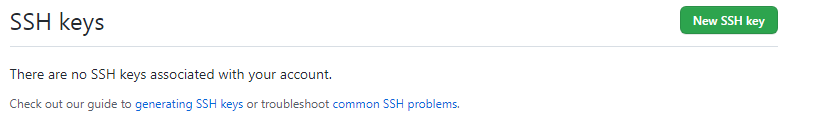 SSH keys
New SSH key
There are no SSH keys associated with your account.
Check out our guide to generating SSH keys or troubleshoot common SSH problems.